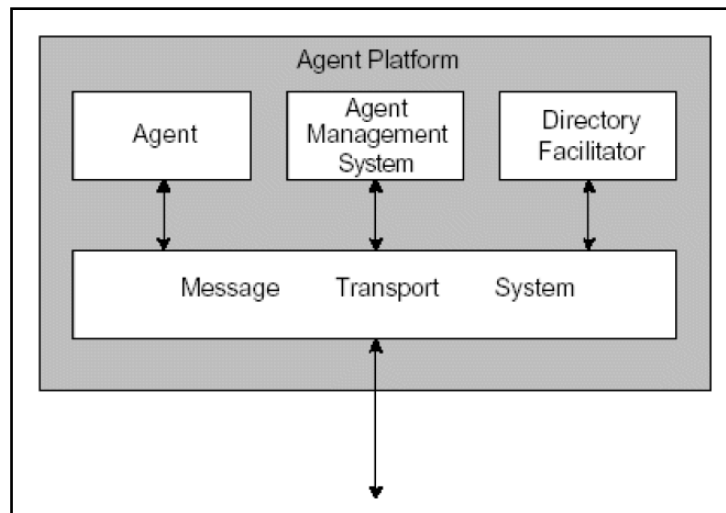 Agent Platform
Agent
Agent
Management
System
Directory
Facilitator
Message Transport System